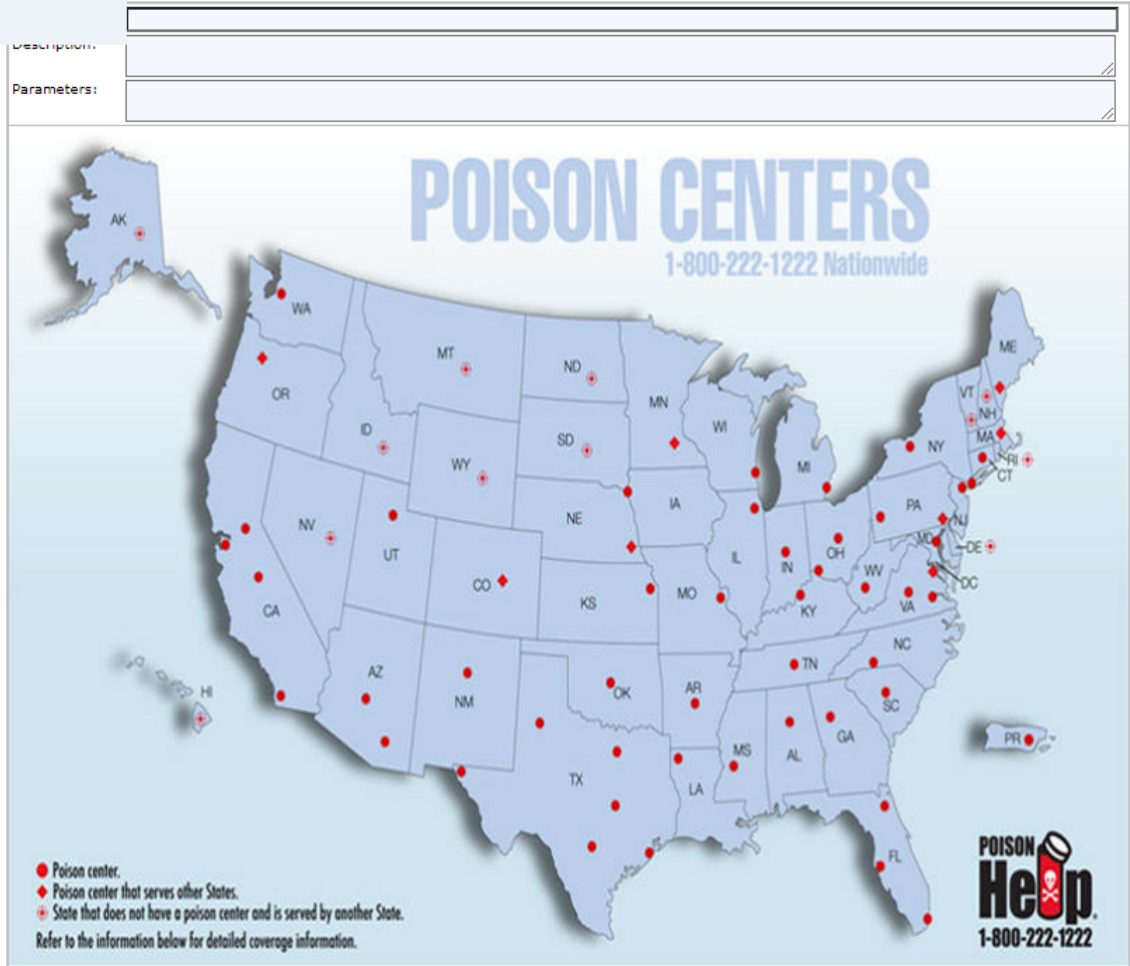 Description:
Parameters:
POISON CENTERS
1-800-222-1222 Nationwide
AK
WA
MT
ND
ME
OR
MN
VT
NH
ID
SD
WI
NY
MA
WY
MI
RI
CT
NE
IA
PA
NJ
NV
UT
IL
IN
OH
MD
DE
CO
KS
MO
WV
DC
CA
KY
VA
AZ
NM
OK
AR
TN
NC
HI
SC
TX
LA
MS
AL
GA
PR
FL
Poison center.
Poison center that serves other States.
State that does not have a poison center and is served by another State.
Refer to the information below for detailed coverage information.
POISON
Help.
1-800-222-1222